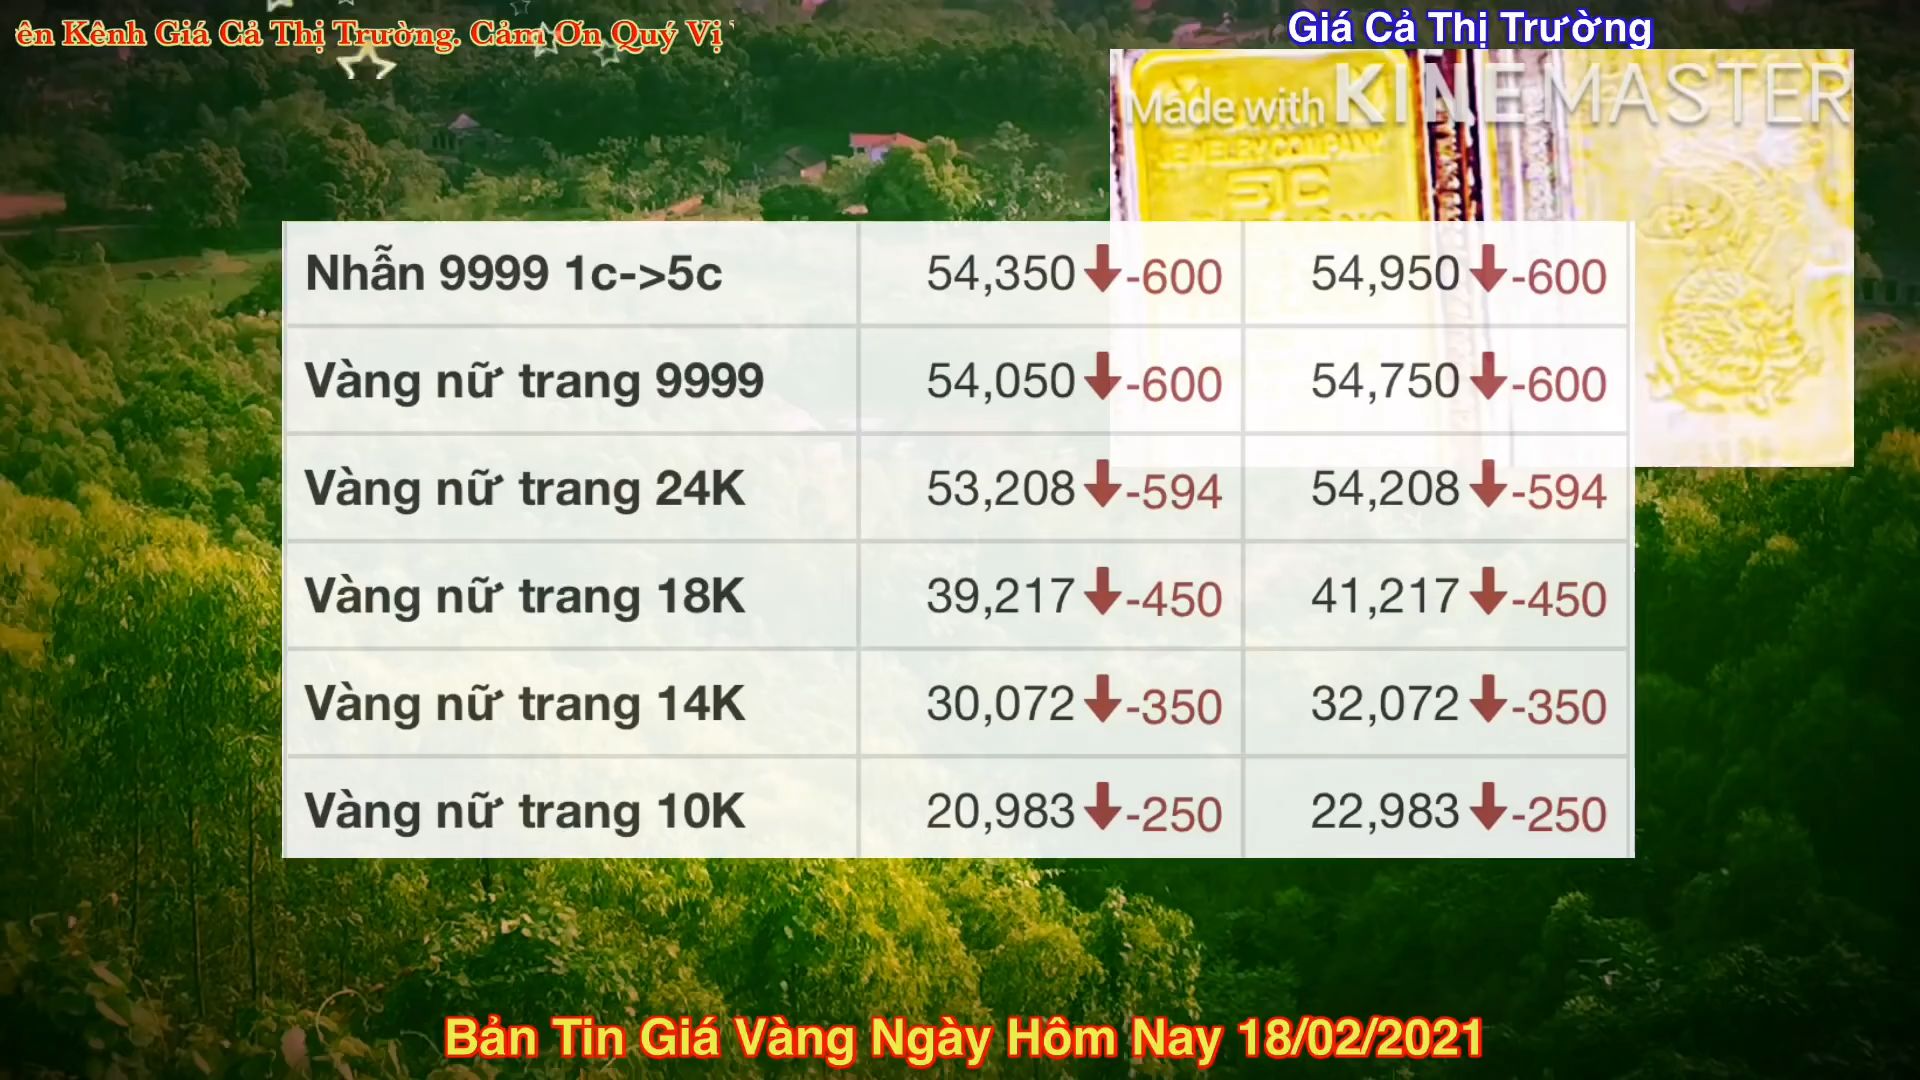 ên Kênh Giá Cả Thị Trường. Cảm Ơn Quý Vị
Giá Cả Thị Trường
Made with KINEMASTER
JEWELRY COMPANY
SJC
Nhẫn 9999 1c->5c 54,350 -600 54,950 -600
Vàng nữ trang 9999 54,050 -600 54,750 -600
Vàng nữ trang 24K 53,208 -594 54,208 -594
Vàng nữ trang 18K 39,217 -450 41,217 -450
Vàng nữ trang 14K 30,072 -350 32,072 -350
Vàng nữ trang 10K 20,983 -250 22,983 -250
Bản Tin Giá Vàng Ngày Hôm Nay 18/02/2021